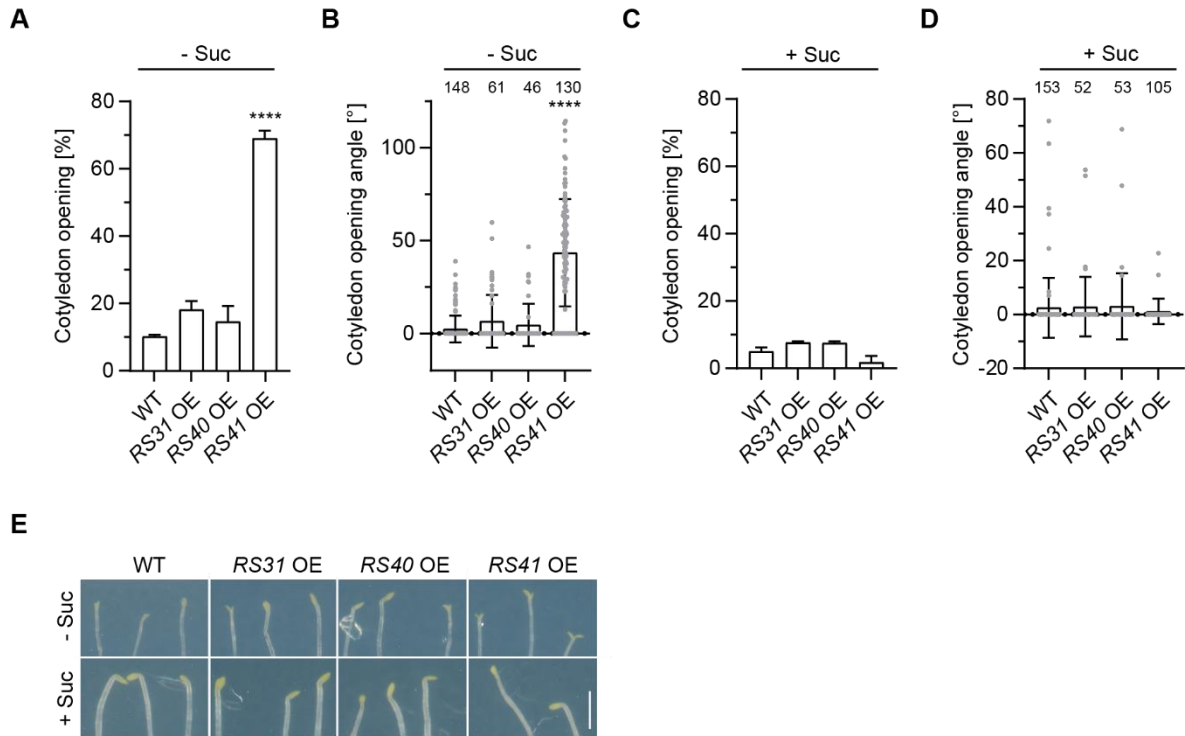 A
- Suc
Cotyledon opening [%]
80
60
40
20
0
****
WT
RS31 OE
RS40 OE
RS41 OE
B
- Suc
148 61 46 130
****
Cotyledon opening angle [°]
100
50
0
WT
RS31 OE
RS40 OE
RS41 OE
C
+ Suc
Cotyledon opening [%]
80
60
40
20
0
WT
RS31 OE
RS40 OE
RS41 OE
D
+ Suc
153 52 53 105
Cotyledon opening angle [°]
80
60
40
20
0
-20
WT
RS31 OE
RS40 OE
RS41 OE
E
WT RS31 OE RS40 OE RS41 OE
- Suc
+ Suc